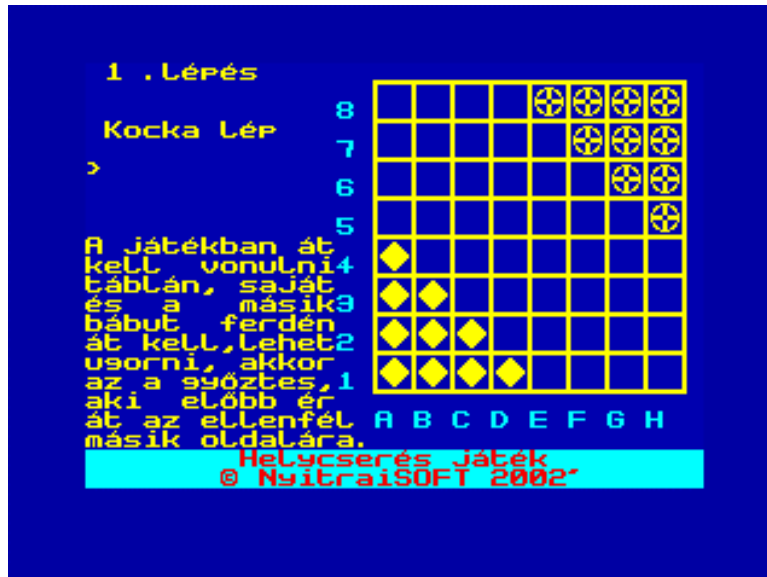 1 .Lépés
8
Kocka Lép
7
>
6
5
A játékban át
kell vonulni4
táblán, saját
és a másik3
bábut ferdén
át kell,lehet2
ugorni, akkor
az a győztes,1
aki előbb ér
át az ellenfél A B C D E F G H
másik oldalára.
Helycserés játék
© NyitraiSOFT 2002'